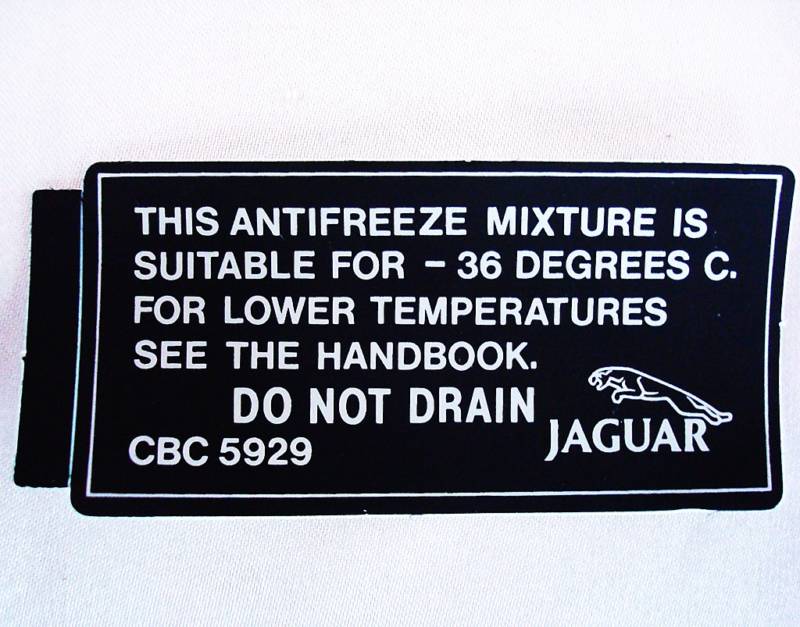 THIS ANTIFREEZE MIXTURE IS
SUITABLE FOR - 36 DEGREES C.
FOR LOWER TEMPERATURES
SEE THE HANDBOOK.
DO NOT DRAIN
CBC 5929
JAGUAR